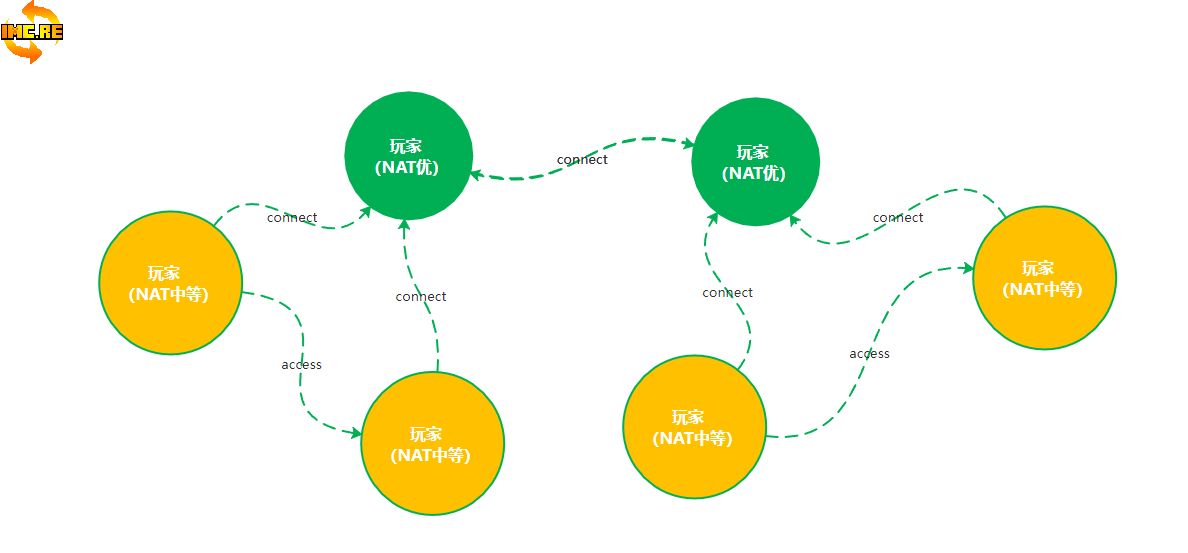 IMC.RE
玩家
(NAT优)
connect
玩家
(NAT优)
connect
connect
玩家
(NAT中等)
玩家
(NAT中等)
connect
connect
access
access
玩家
(NAT中等)
玩家
(NAT中等)